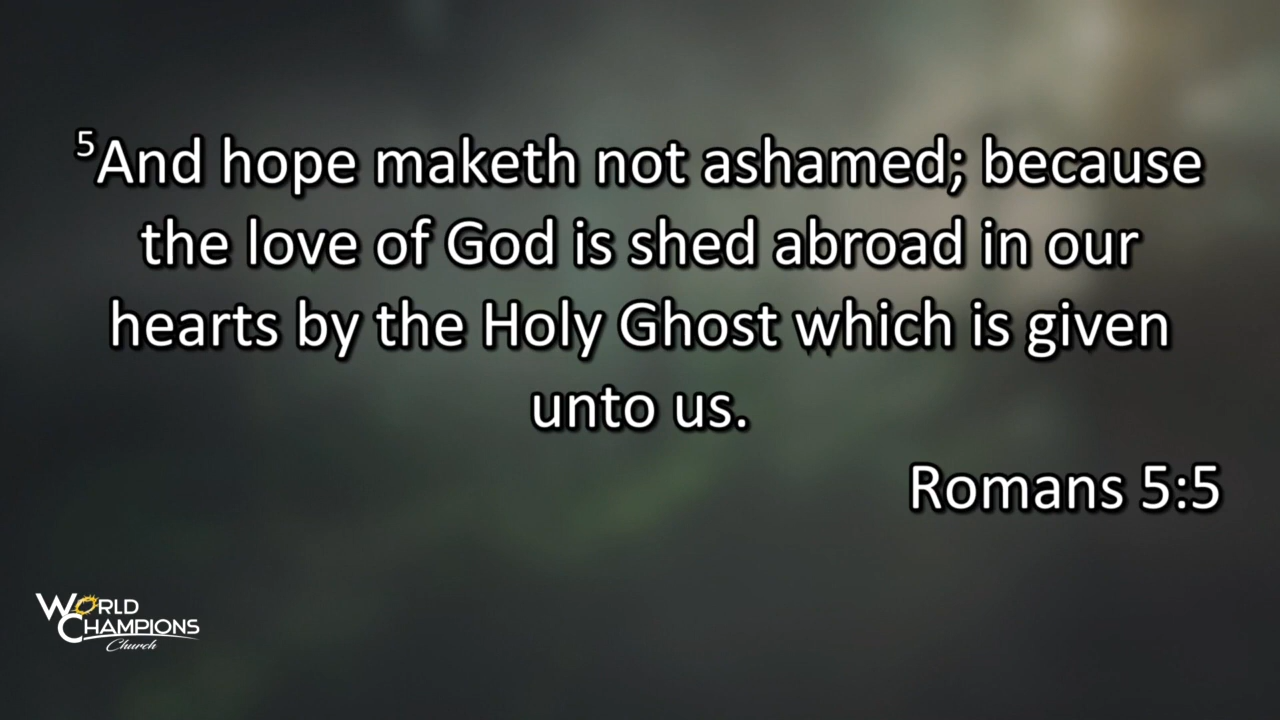 ⁵And hope maketh not ashamed; because
the love of God is shed abroad in our
hearts by the Holy Ghost which is given
unto us.
Romans 5:5
WORLD
CHAMPIONS
Church